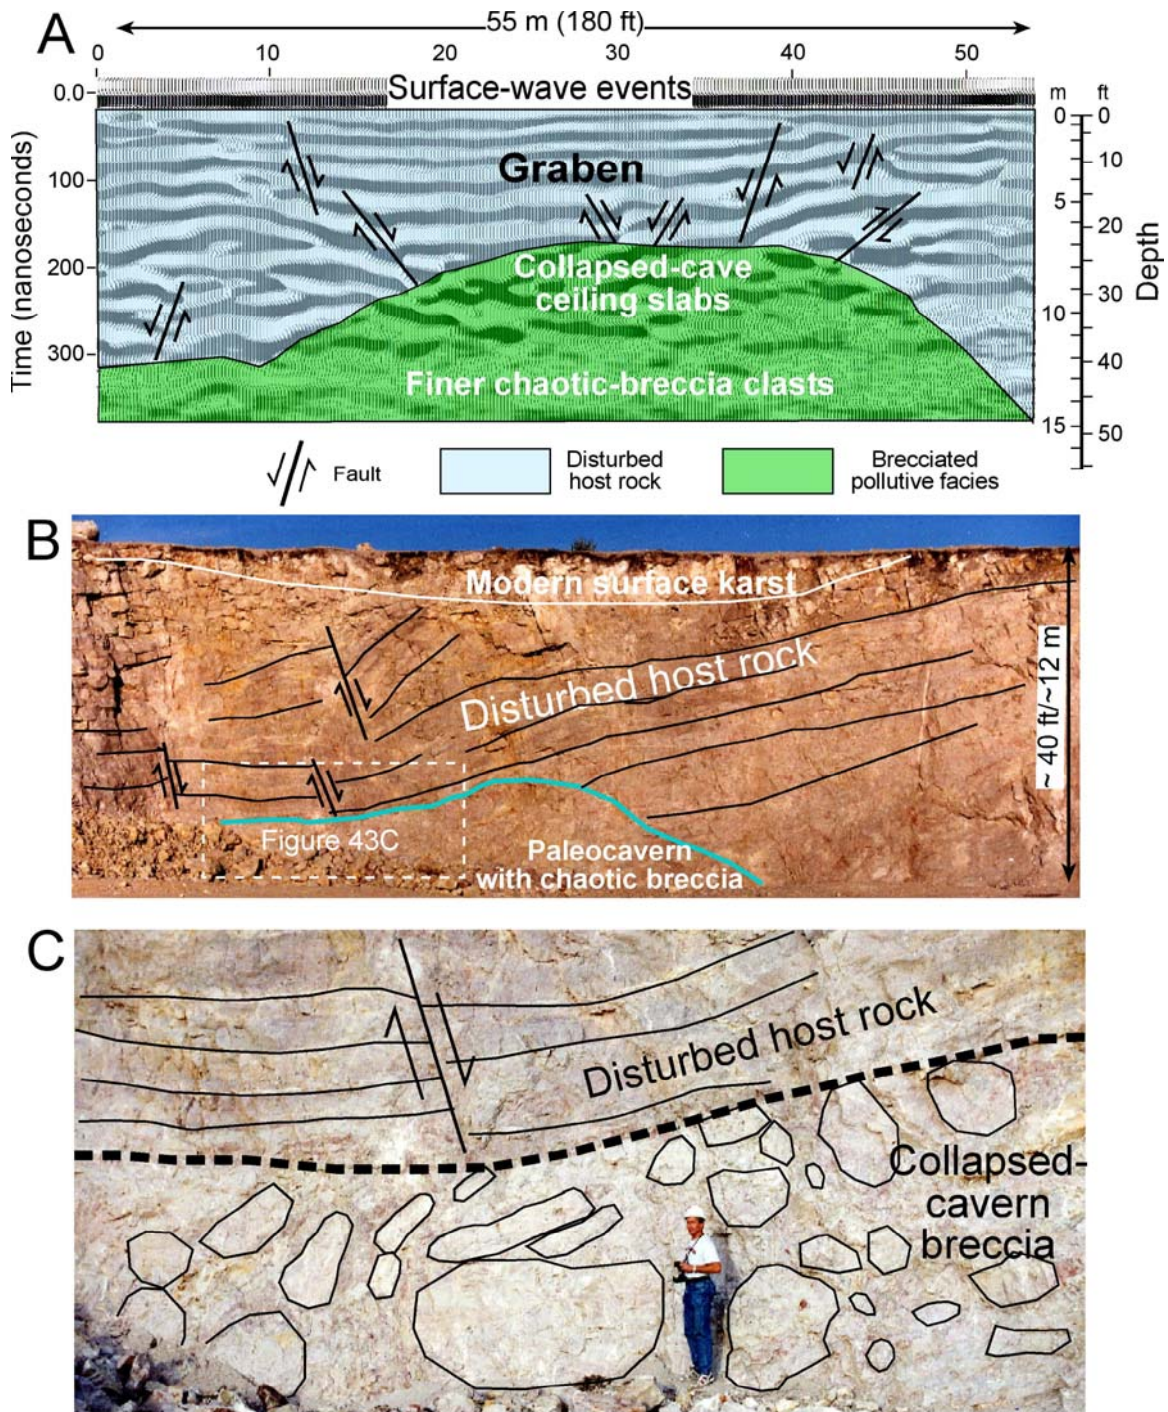 A
55 m (180 ft)
0 10 20 30 40 50
Surface-wave events
m ft
0.0
0 0
Graben
100
10
5
20
200
Collapsed-cave
ceiling slabs
30
10
300
40
Finer chaotic-breccia clasts
15
50
Time (nanoseconds)
Depth
Fault
Disturbed
host rock
Brecciated
pollutive facies
B
Modern surface karst
Disturbed host rock
~ 40 ft/~12 m
Figure 43C
Paleocavern
with chaotic breccia
C
Disturbed host rock
Collapsed-
cavern
breccia